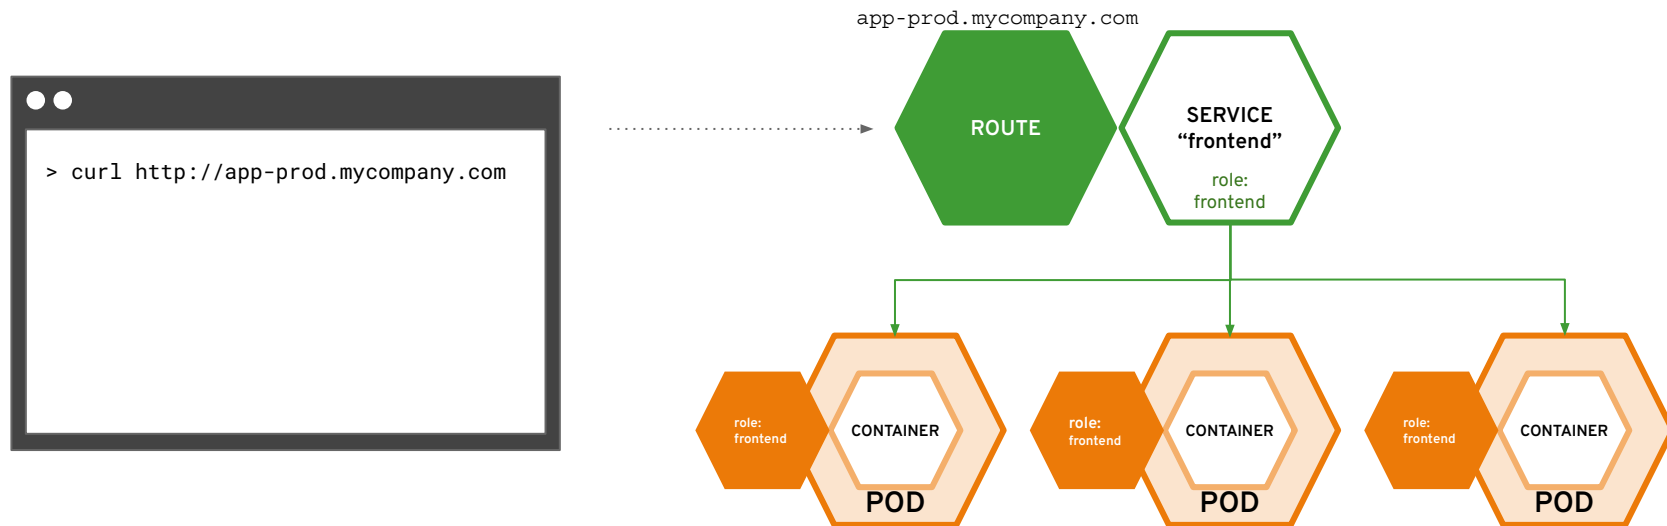 app-prod.mycompany.com
> curl http://app-prod.mycompany.com
ROUTE
SERVICE
“frontend”
role:
frontend
role:
frontend
CONTAINER
POD
role:
frontend
CONTAINER
POD
role:
frontend
CONTAINER
POD